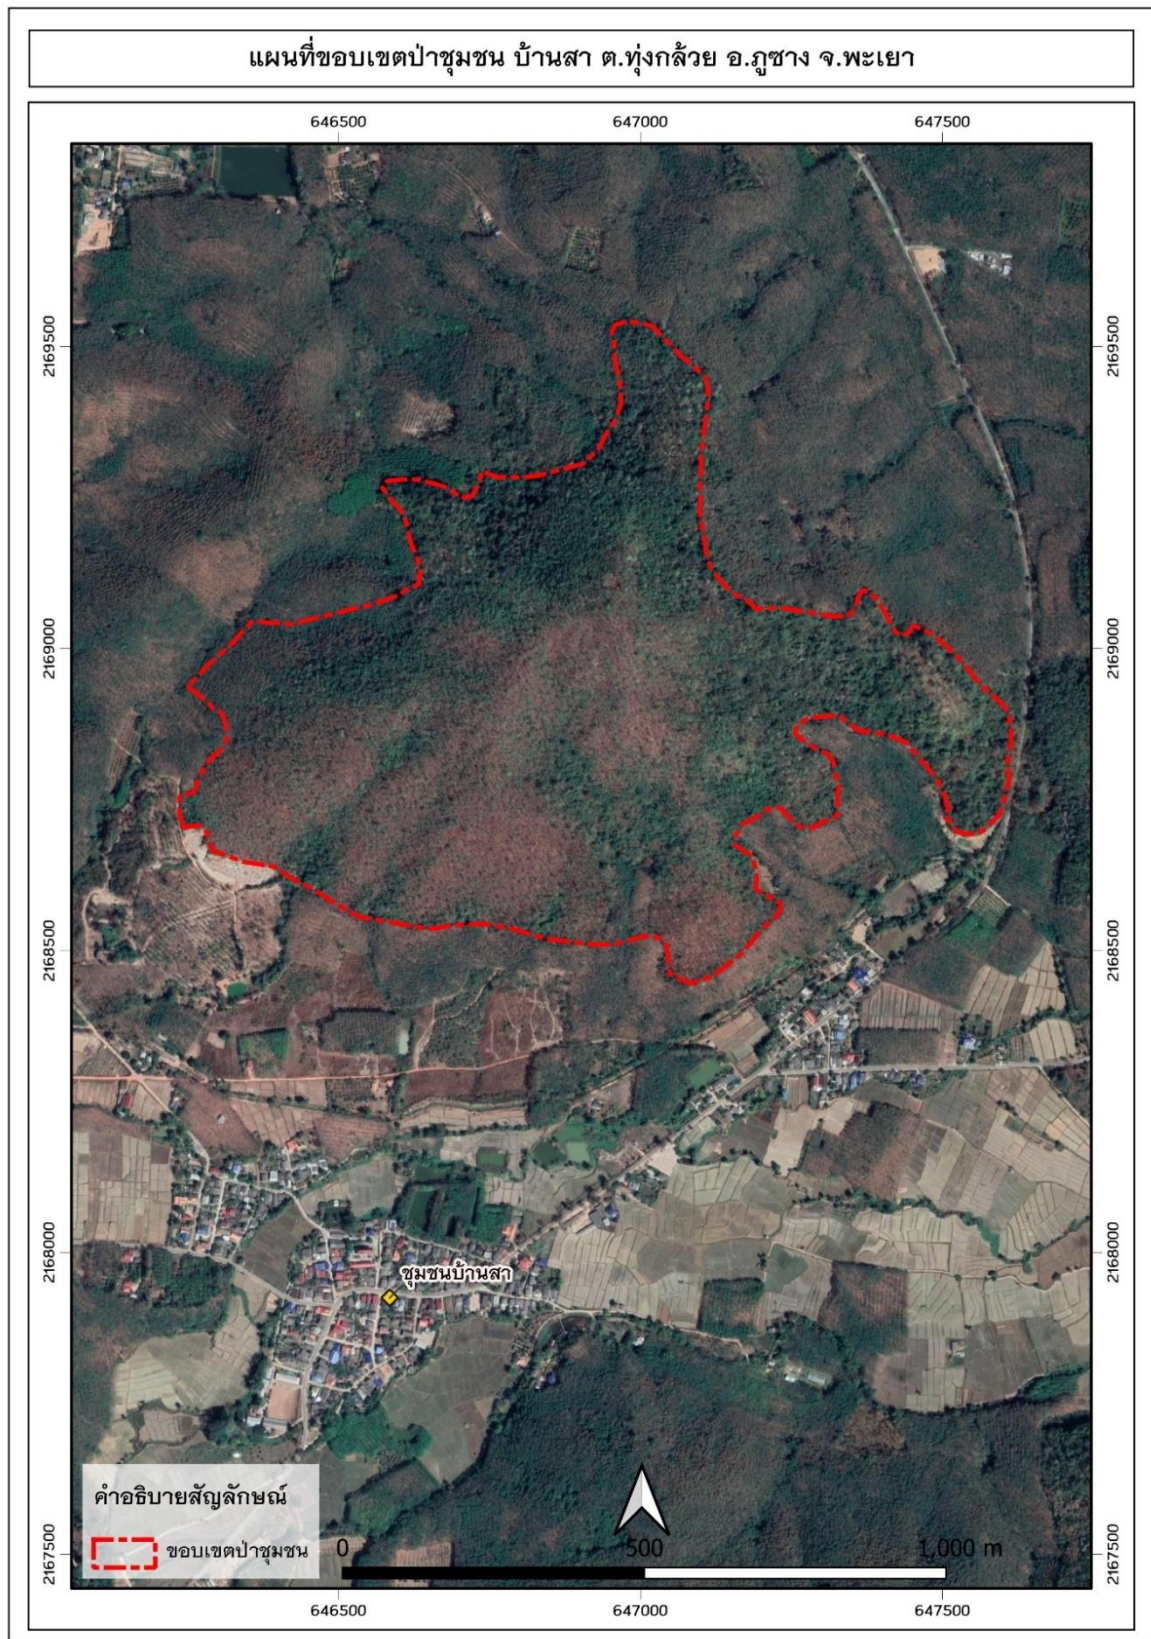 แผนที่ขอบเขตป่าชุมชน บ้านสา ต.ทุ่งกล้วย อ.ภูซาง จ.พะเยา
646500 647000 647500
2169500 2169500
2169000 2169000
2168500 2168500
2168000 2168000
ชุมชนบ้านสา
คำอธิบายสัญลักษณ์
ขอบเขตป่าชุมชน
0 500 1,000 m
2167500 2167500
646500 647000 647500